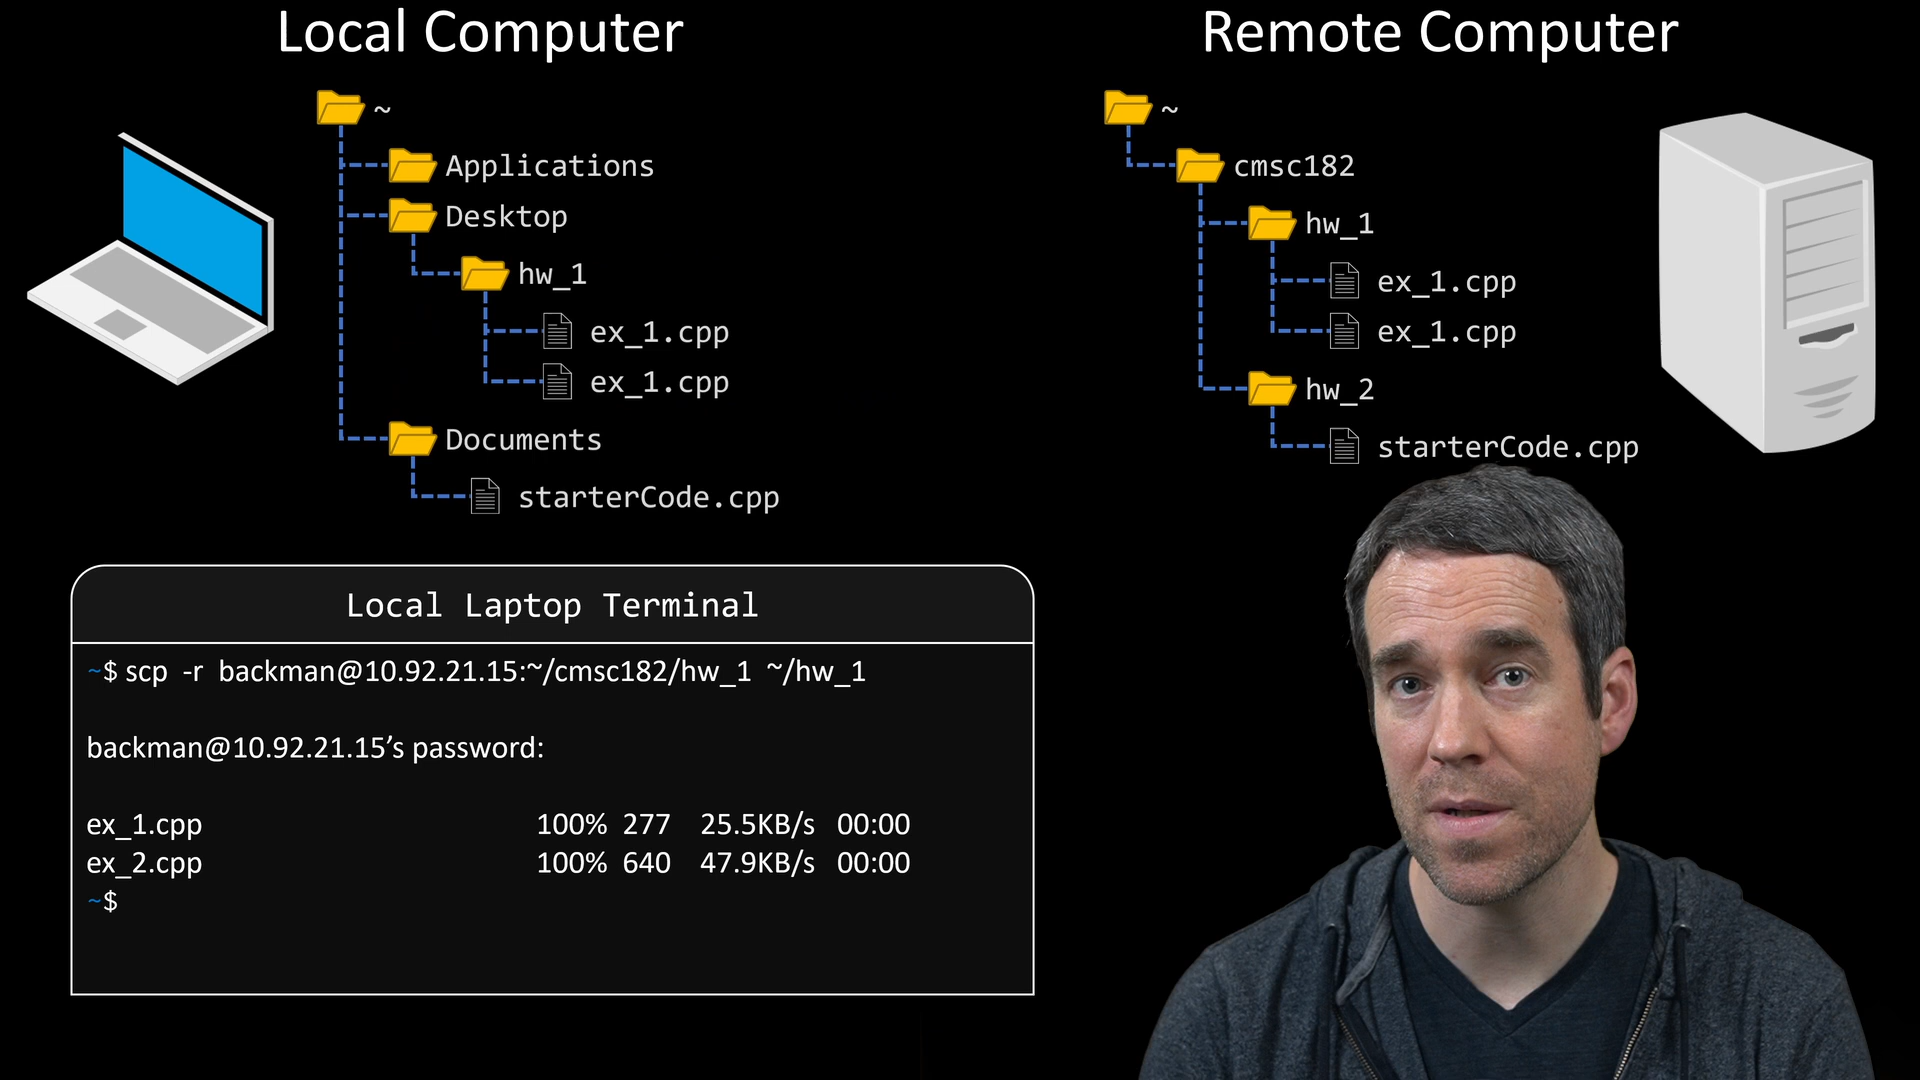 Local Computer
~
Applications
Desktop
hw_1
ex_1.cpp
ex_1.cpp
Documents
starterCode.cpp
Remote Computer
~
cmsc182
hw_1
ex_1.cpp
ex_1.cpp
hw_2
starterCode.cpp
Local Laptop Terminal
~$ scp -r backman@10.92.21.15:~/cmsc182/hw_1 ~/hw_1
backman@10.92.21.15’s password:
ex_1.cpp 100% 277 25.5KB/s 00:00
ex_2.cpp 100% 640 47.9KB/s 00:00
~$